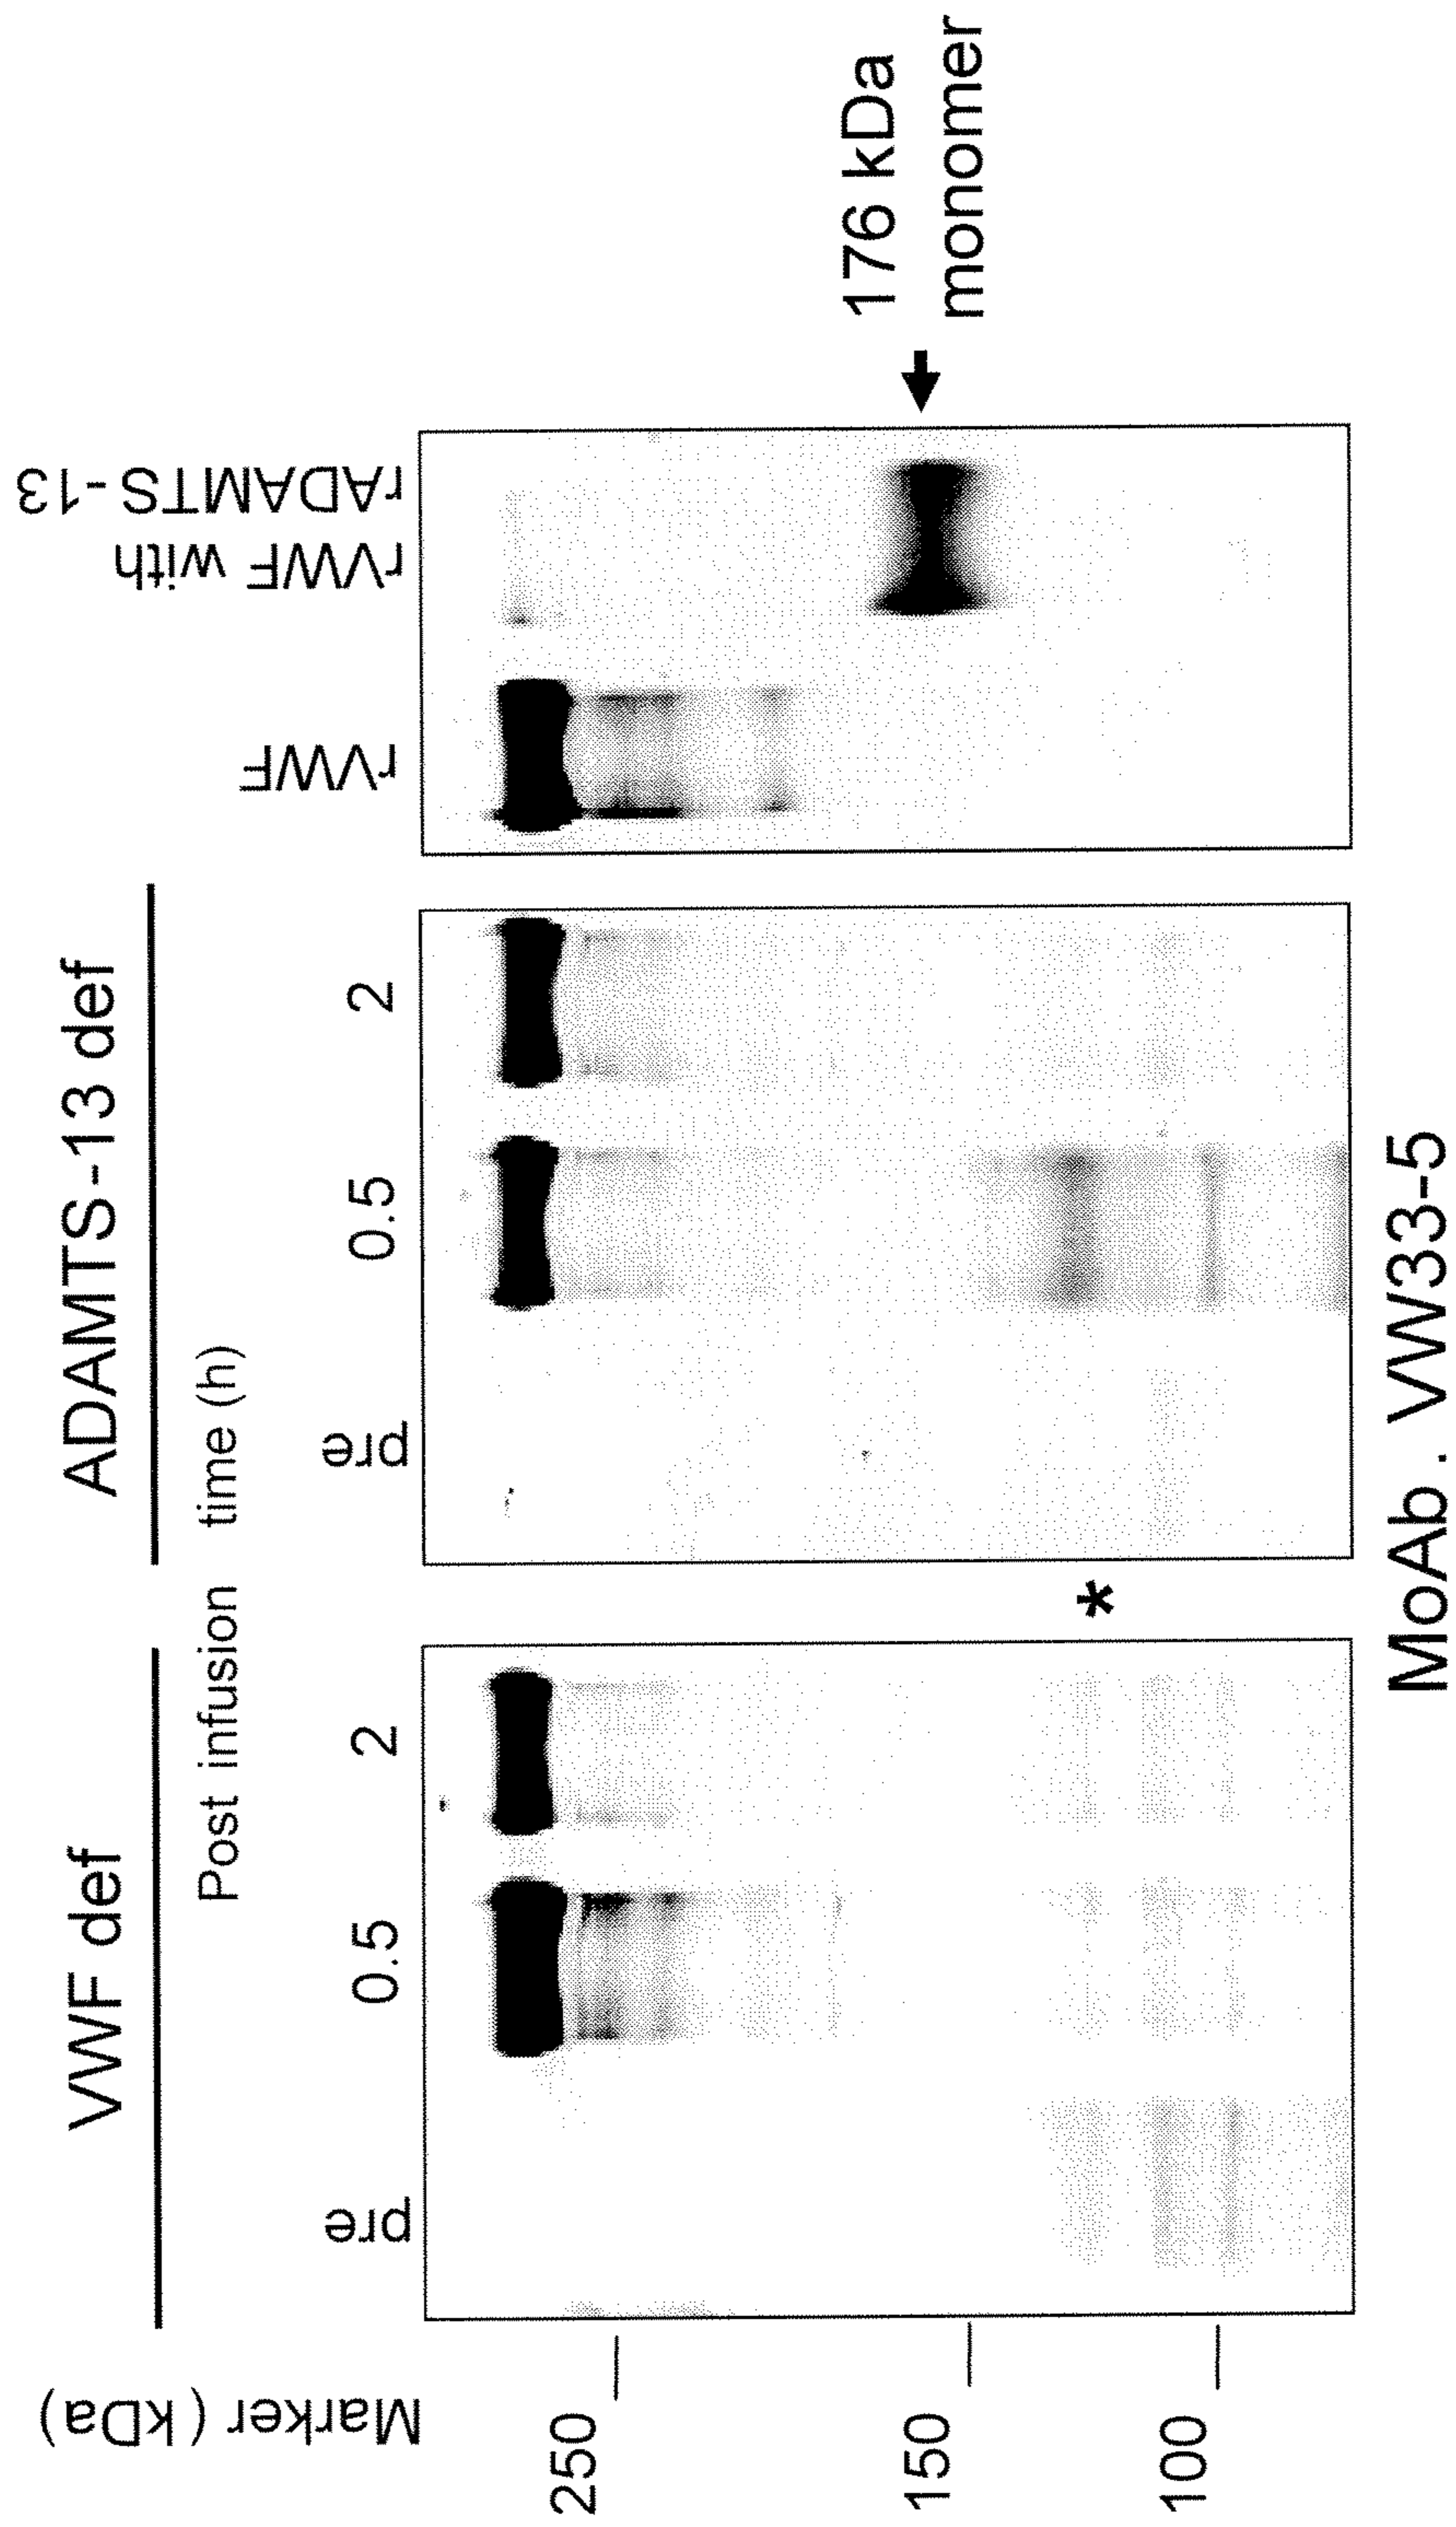 VWF def
ADAMTS-13 def
Post infusion time (h)
Marker (kDa)
pre
0.5
2
pre
0.5
2
rVWF
rVWF with
rADAMTS-13
250
150
100
*
176 kDa
monomer
MoAb. VW33-5